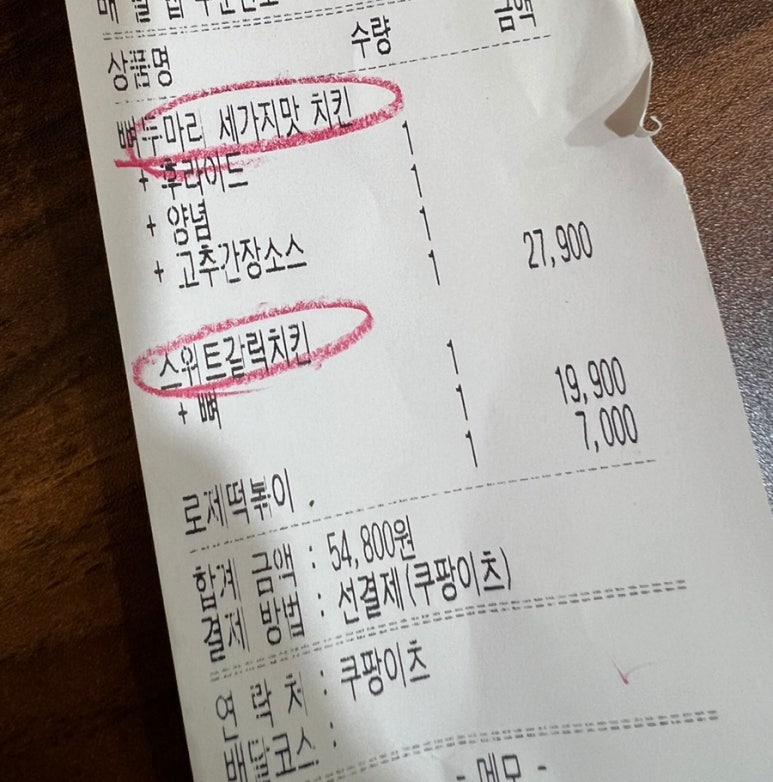 상품명 수량 금액
뼈두마리 세가지맛 치킨 1
+ 후라이드 1
+ 양념 1
+ 고추간장소스 1 27,900
스위트갈릭치킨 1 19,900
+ 뼈 1
로제떡볶이 1 7,000
합계 금액 : 54,800원
결제 방법 : 선결제(쿠팡이츠)
연 락 처 : 쿠팡이츠
배달코스 :
- 메모 -